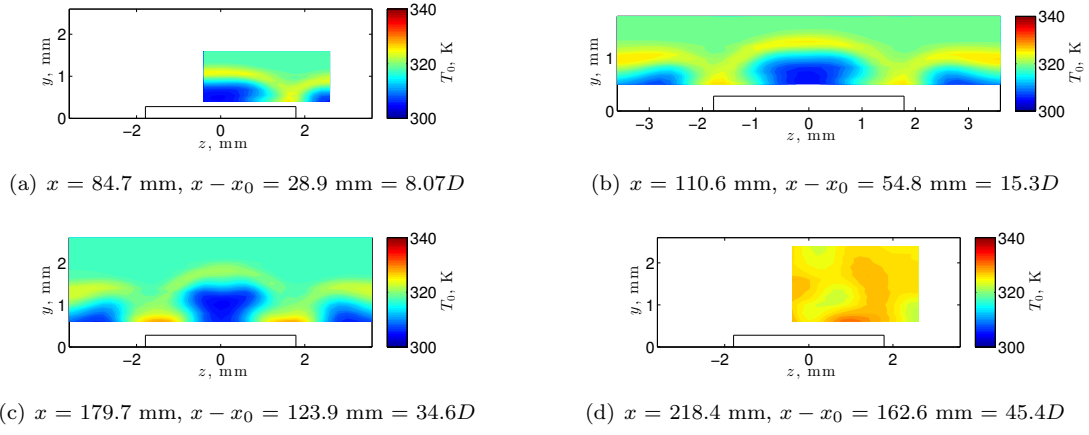 340
2
y, mm
320
T₀, K
1
0
300
−2
0
2
z, mm
(a) x = 84.7 mm, x − x₀ = 28.9 mm = 8.07D
340
y, mm
1
320
T₀, K
0
300
−3
−2
−1
0
1
2
3
z, mm
(b) x = 110.6 mm, x − x₀ = 54.8 mm = 15.3D
340
2
y, mm
320
T₀, K
1
0
300
−2
0
2
z, mm
(c) x = 179.7 mm, x − x₀ = 123.9 mm = 34.6D
340
2
y, mm
320
T₀, K
1
0
300
−2
0
2
z, mm
(d) x = 218.4 mm, x − x₀ = 162.6 mm = 45.4D